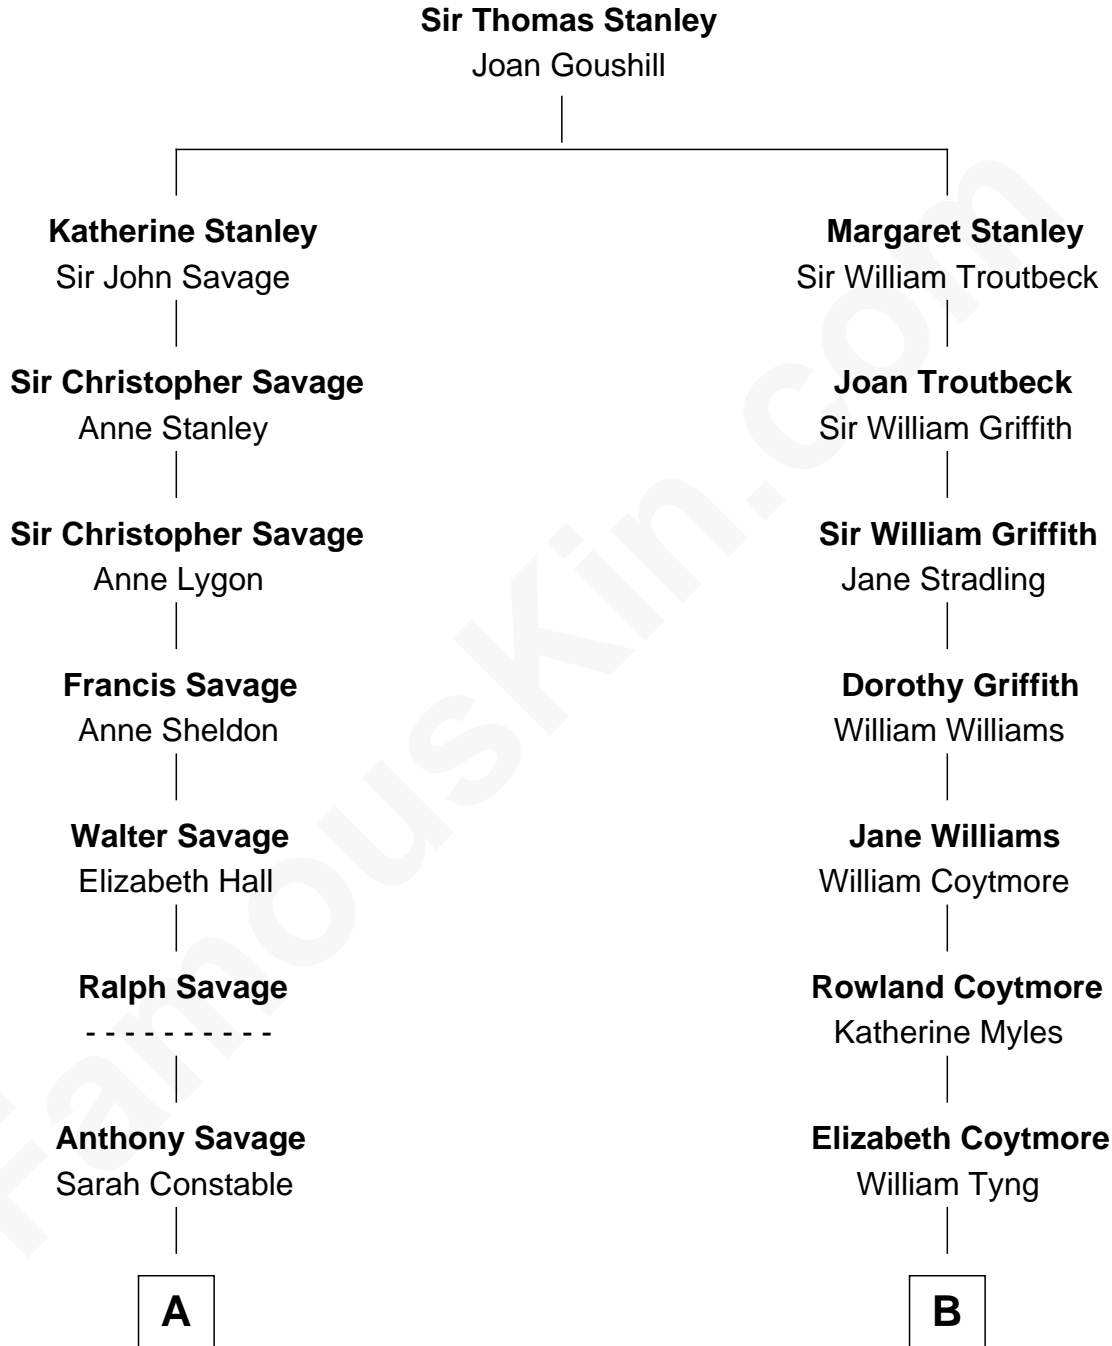 Sir Thomas Stanley
Joan Goushill
Katherine Stanley
Sir John Savage
Margaret Stanley
Sir William Troutbeck
Sir Christopher Savage
Anne Stanley
Joan Troutbeck
Sir William Griffith
Sir Christopher Savage
Anne Lygon
Sir William Griffith
Jane Stradling
Francis Savage
Anne Sheldon
Dorothy Griffith
William Williams
Walter Savage
Elizabeth Hall
Jane Williams
William Coytmore
Ralph Savage
- - - - - - - - - -
Rowland Coytmore
Katherine Myles
Anthony Savage
Sarah Constable
Elizabeth Coytmore
William Tyng
A
B
FamousKin.com